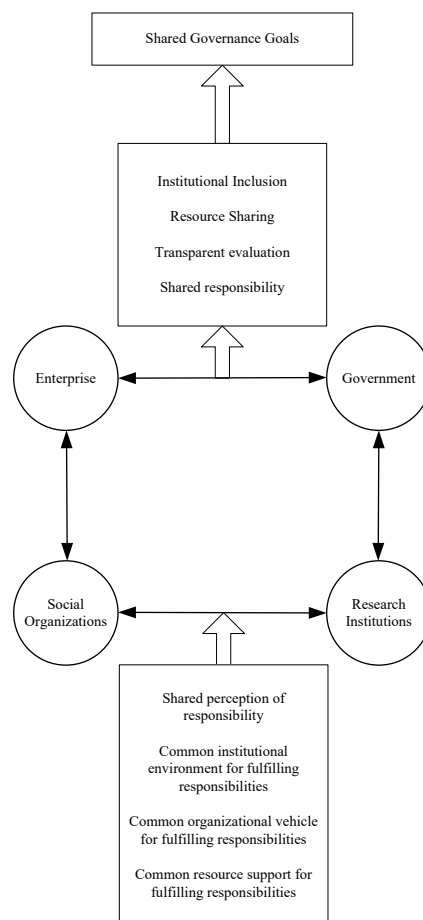 Shared Governance Goals
Institutional Inclusion
Resource Sharing
Transparent evaluation
Shared responsibility
Enterprise
Government
Social
Organizations
Research
Institutions
Shared perception of
responsibility
Common institutional
environment for fulfilling
responsibilities
Common organizational vehicle
for fulfilling responsibilities
Common resource support for
fulfilling responsibilities